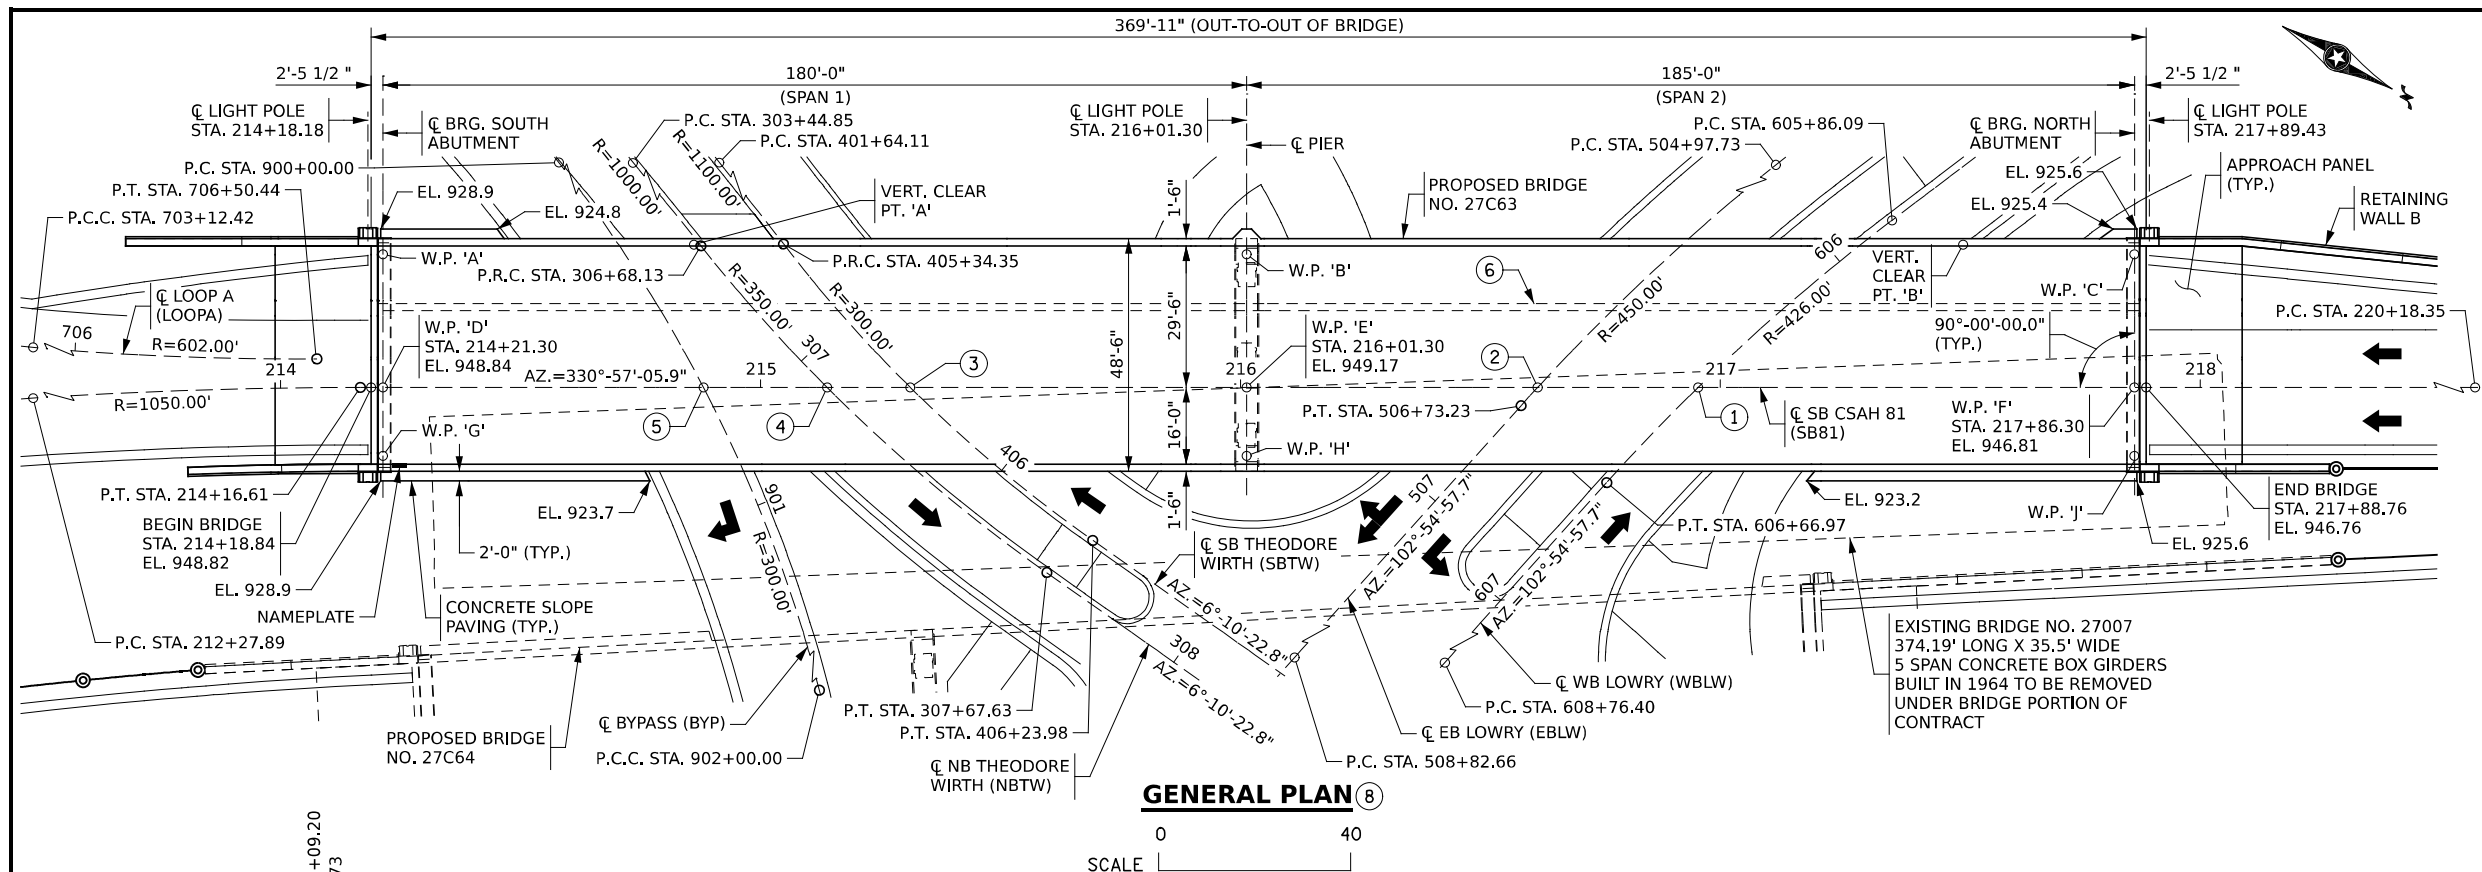 369'-11" (OUT-TO-OUT OF BRIDGE)
2'-5 1/2 "
180'-0"
(SPAN 1)
185'-0"
(SPAN 2)
2'-5 1/2 "
℄ LIGHT POLE
STA. 214+18.18
℄ BRG. SOUTH
ABUTMENT
P.C. STA. 303+44.85
P.C. STA. 401+64.11
℄ LIGHT POLE
STA. 216+01.30
℄ PIER
P.C. STA. 605+86.09
P.C. STA. 504+97.73
℄ BRG. NORTH
ABUTMENT
℄ LIGHT POLE
STA. 217+89.43
P.C. STA. 900+00.00
P.T. STA. 706+50.44
P.C.C. STA. 703+12.42
EL. 928.9
EL. 924.8
R=1000.00'
R=1100.00'
VERT. CLEAR
PT. 'A'
1'-6"
PROPOSED BRIDGE
NO. 27C63
EL. 925.6
EL. 925.4
APPROACH PANEL
(TYP.)
RETAINING
WALL B
W.P. 'A'
P.R.C. STA. 306+68.13
P.R.C. STA. 405+34.35
W.P. 'B'
6
606
VERT.
CLEAR
PT. 'B'
W.P. 'C'
℄ LOOP A
(LOOPA)
706
R=602.00'
W.P. 'D'
STA. 214+21.30
EL. 948.84
R=350.00'
R=300.00'
307
48'-6"
29'-6"
W.P. 'E'
STA. 216+01.30
EL. 949.17
R=450.00'
R=426.00'
90°-00'-00.0"
(TYP.)
P.C. STA. 220+18.35
214
AZ.=330°-57'-05.9"
215
3
216
2
217
218
R=1050.00'
5
4
16'-0"
P.T. STA. 506+73.23
1
℄ SB CSAH 81
(SB81)
W.P. 'F'
STA. 217+86.30
EL. 946.81
W.P. 'G'
406
W.P. 'H'
P.T. STA. 214+16.61
BEGIN BRIDGE
STA. 214+18.84
EL. 948.82
EL. 923.7
901
1'-6"
507
EL. 923.2
W.P. 'J'
END BRIDGE
STA. 217+88.76
EL. 946.76
2'-0" (TYP.)
R=300.00'
℄ SB THEODORE
WIRTH (SBTW)
AZ.=102°-54'-57.7"
AZ.=102°-54'-57.7"
P.T. STA. 606+66.97
EL. 925.6
EL. 928.9
NAMEPLATE
CONCRETE SLOPE
PAVING (TYP.)
AZ.=6°-10'-22.8"
607
P.C. STA. 212+27.89
308
AZ.=6°-10'-22.8"
EXISTING BRIDGE NO. 27007
374.19' LONG X 35.5' WIDE
5 SPAN CONCRETE BOX GIRDERS
BUILT IN 1964 TO BE REMOVED
UNDER BRIDGE PORTION OF
CONTRACT
℄ WB LOWRY (WBLW)
P.C. STA. 608+76.40
℄ EB LOWRY (EBLW)
P.C. STA. 508+82.66
PROPOSED BRIDGE
NO. 27C64
℄ BYPASS (BYP)
P.C.C. STA. 902+00.00
P.T. STA. 307+67.63
P.T. STA. 406+23.98
℄ NB THEODORE
WIRTH (NBTW)
GENERAL PLAN 8
0 40
SCALE
+09.20
73